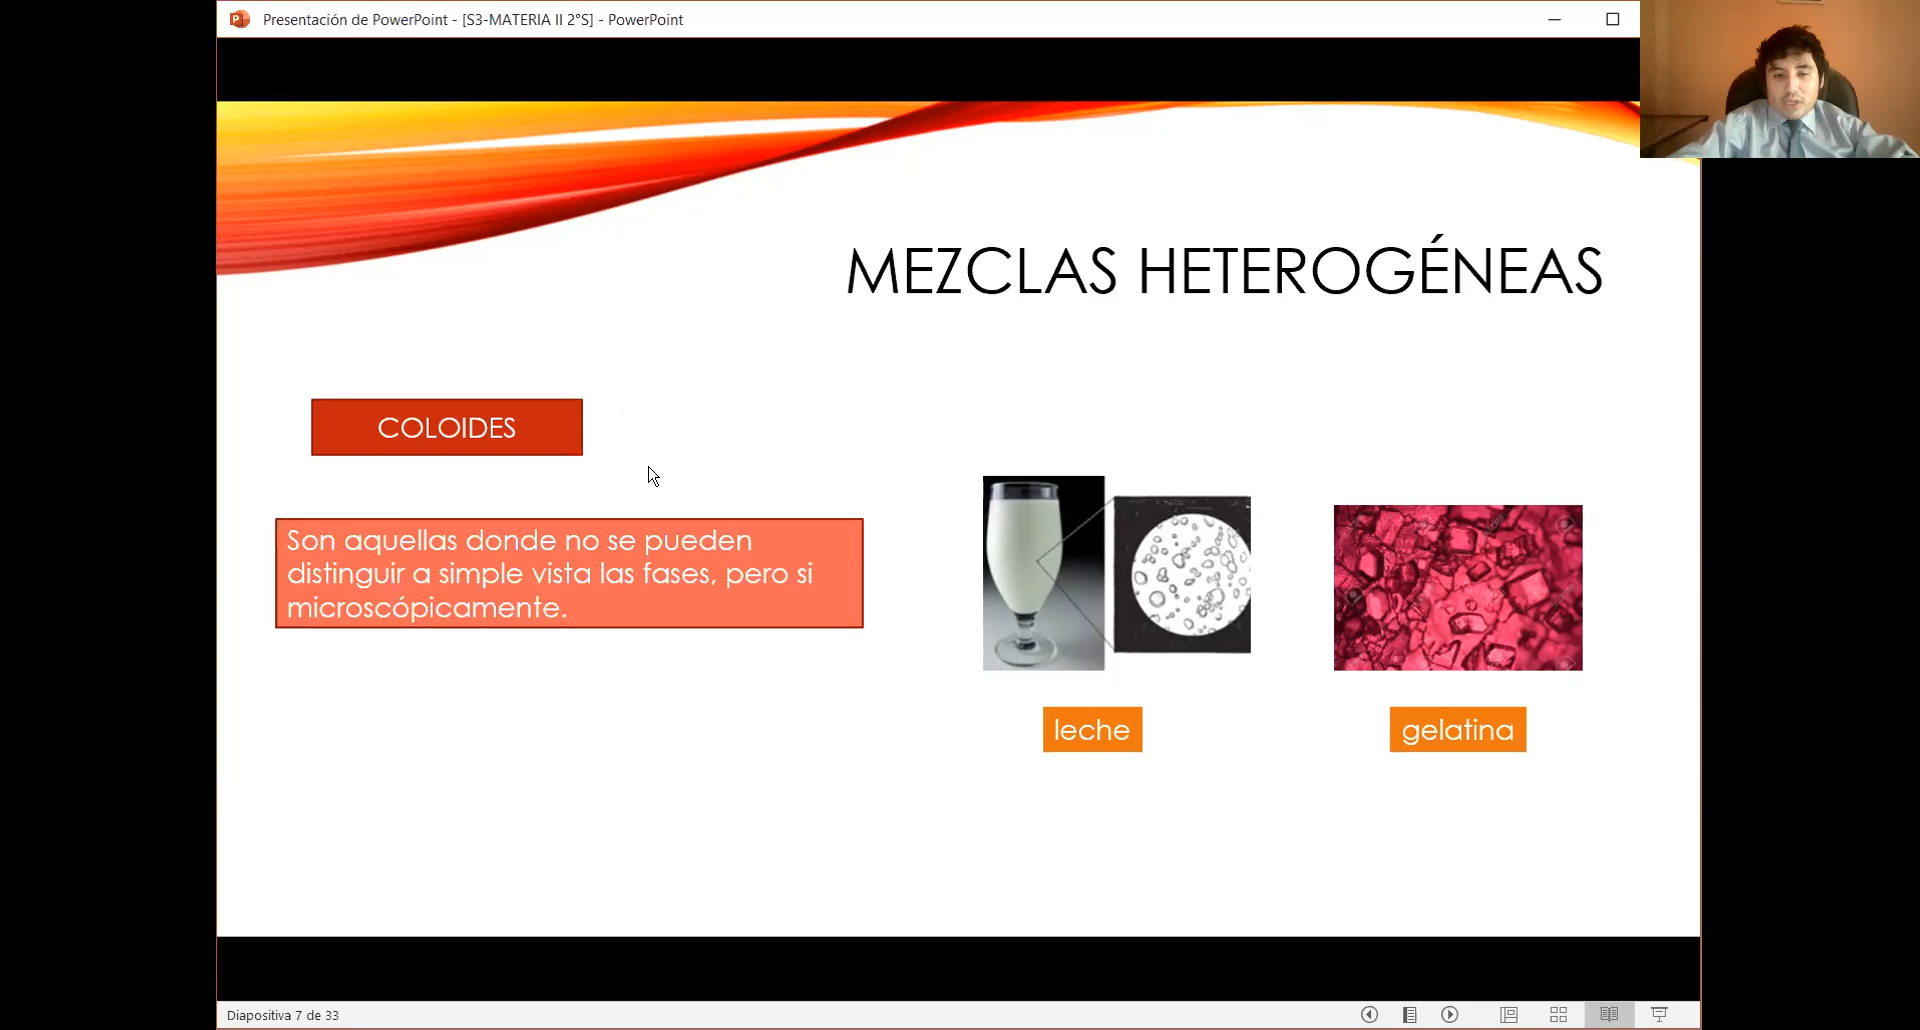 Presentación de PowerPoint - [S3-MATERIA II 2°S] - PowerPoint
MEZCLAS HETEROGÉNEAS
COLOIDES
Son aquellas donde no se pueden
distinguir a simple vista las fases, pero si
microscópicamente.
leche
gelatina
Diapositiva 7 de 33